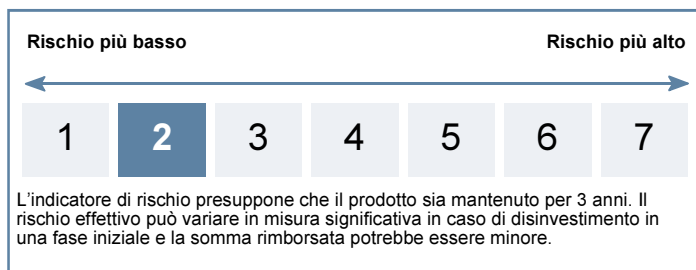 Rischio più basso Rischio più alto
1 2 3 4 5 6 7
L'indicatore di rischio presuppone che il prodotto sia mantenuto per 3 anni. Il
rischio effettivo può variare in misura significativa in caso di disinvestimento in
una fase iniziale e la somma rimborsata potrebbe essere minore.